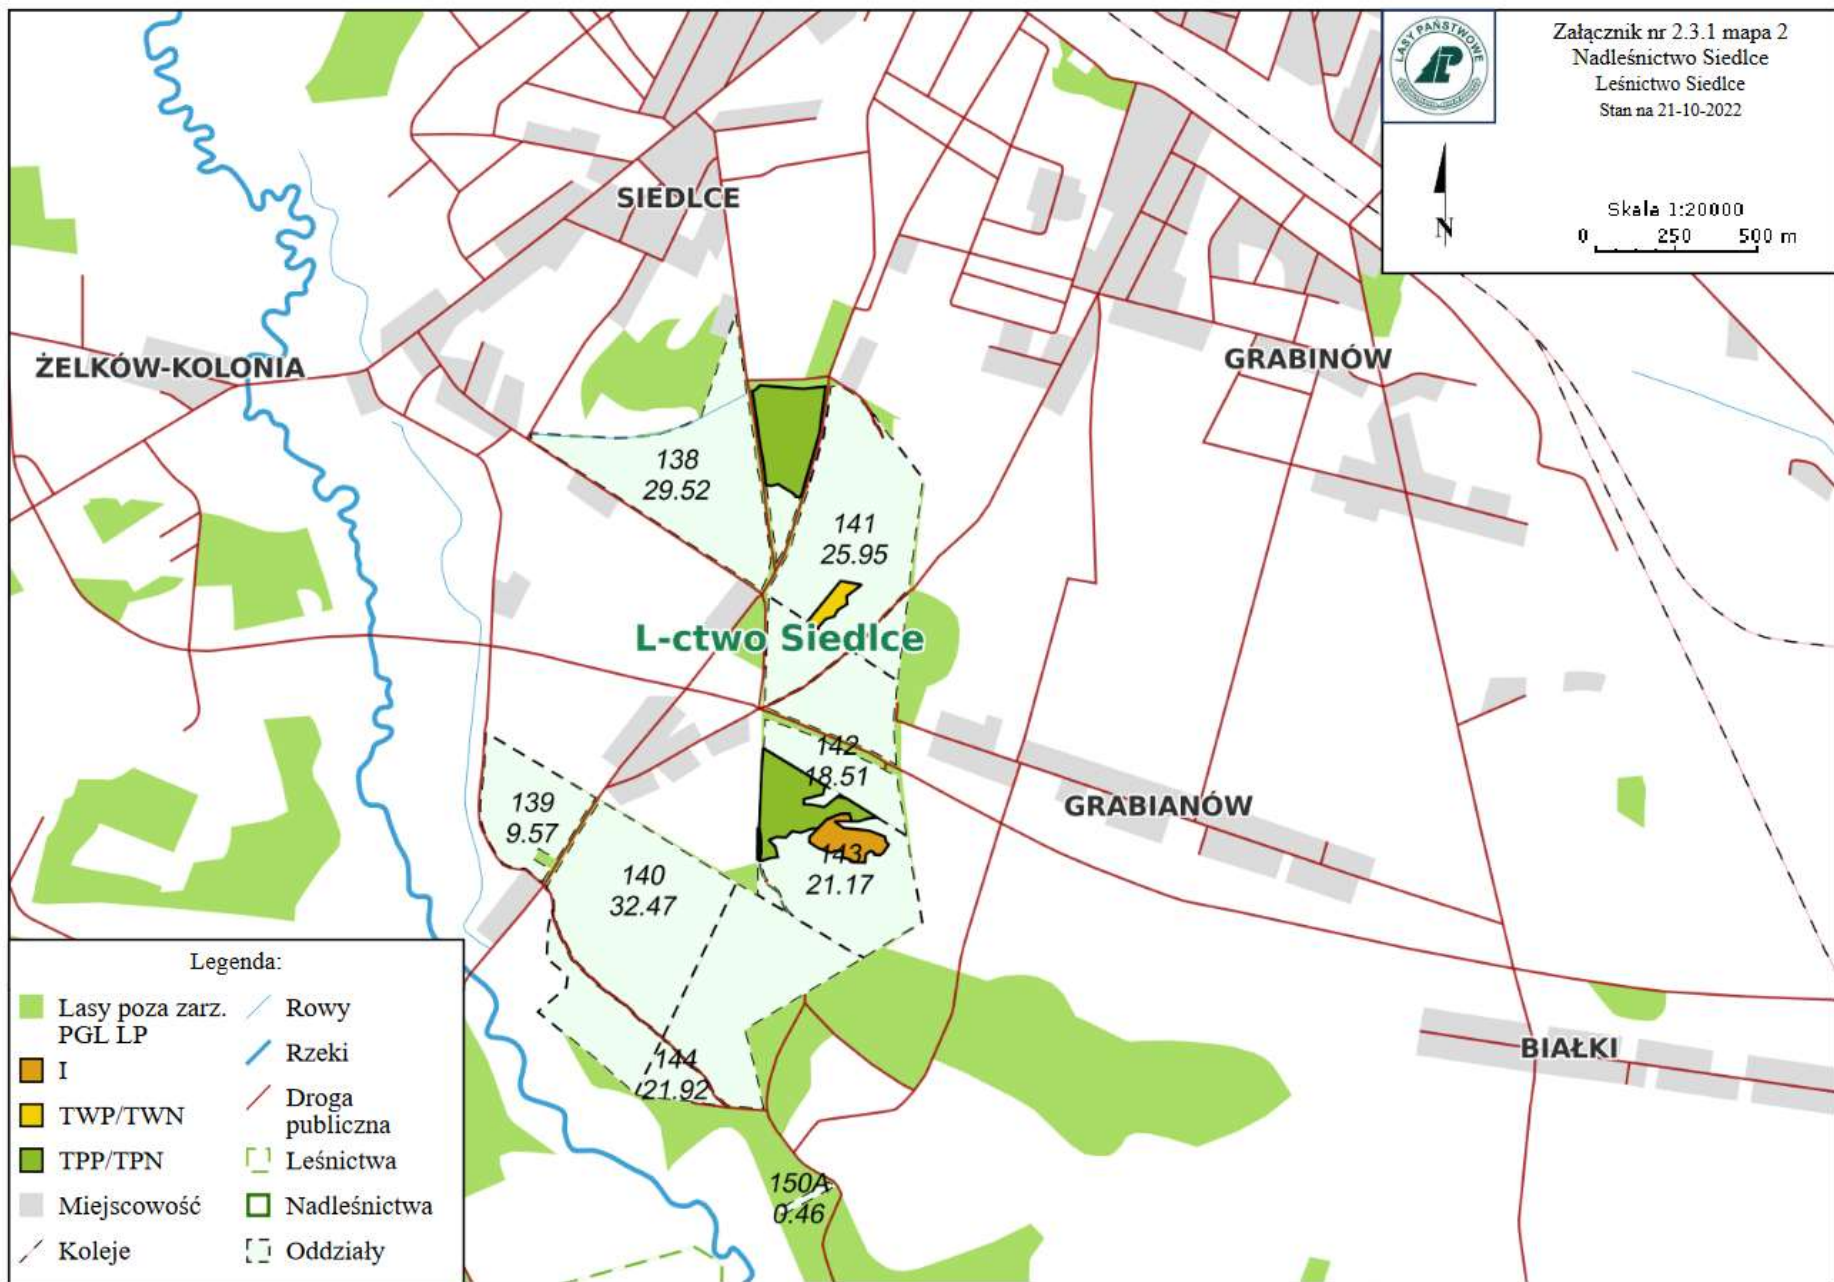 LASY PAŃSTWOWE
Załącznik nr 2.3.1 mapa 2
Nadleśnictwo Siedlce
Leśnictwo Siedlce
Stan na 21-10-2022
N
Skala 1:20000
0 250 500 m
SIEDLCE
ŻELKÓW-KOLONIA
GRABINÓW
138
29.52
141
25.95
L-ctwo Siedlce
142
18.51
139
9.57
GRABIANÓW
143
21.17
140
32.47
144
21.92
BIAŁKI
150A
0.46
Legenda:
Lasy poza zarz.
PGL LP
I
TWP/TWN
TPP/TPN
Miejscowość
Koleje
Rowy
Rzeki
Droga
publiczna
Leśnictwa
Nadleśnictwa
Oddziały